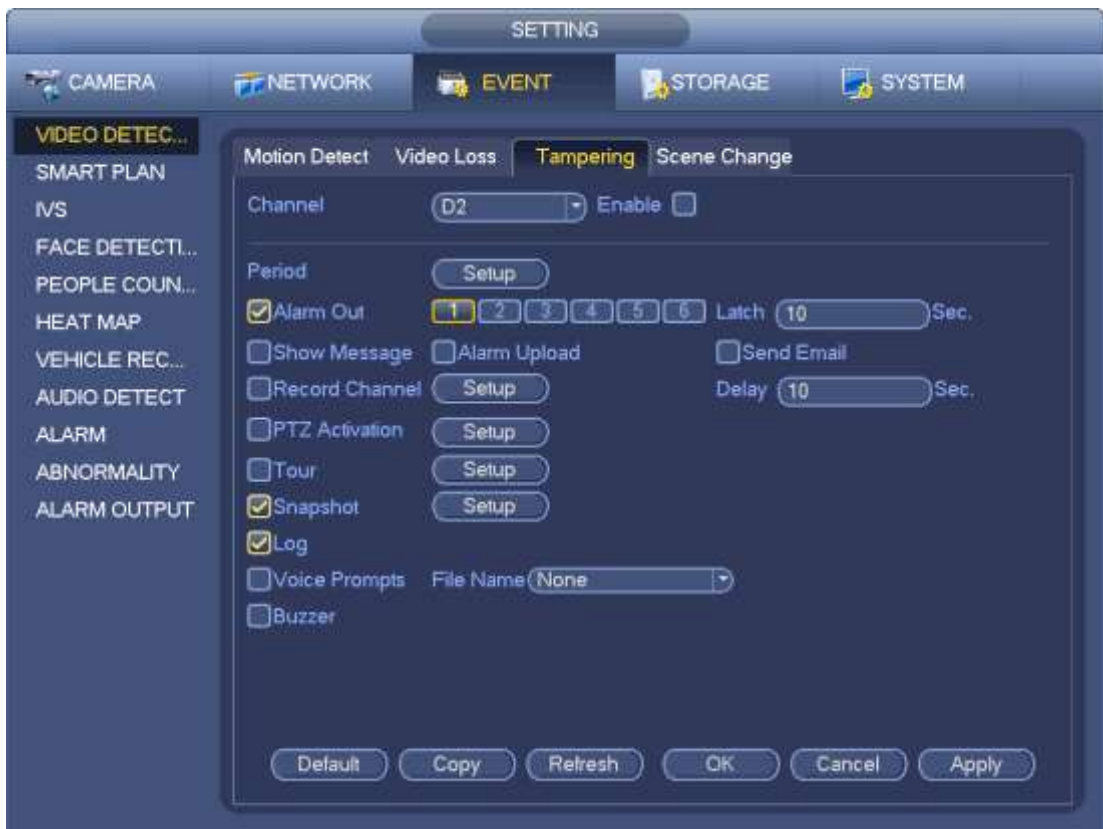 SETTING
CAMERA NETWORK EVENT STORAGE SYSTEM
VIDEO DETEC...
SMART PLAN
IVS
FACE DETECTI...
PEOPLE COUN...
HEAT MAP
VEHICLE REC...
AUDIO DETECT
ALARM
ABNORMALITY
ALARM OUTPUT
Motion Detect Video Loss Tampering Scene Change
Channel D2 Enable
Period Setup
Alarm Out 1 2 3 4 5 6 Latch 10 Sec.
Show Message Alarm Upload Send Email
Record Channel Setup Delay 10 Sec.
PTZ Activation Setup
Tour Setup
Snapshot Setup
Log
Voice Prompts File Name None
Buzzer
Default Copy Refresh OK Cancel Apply